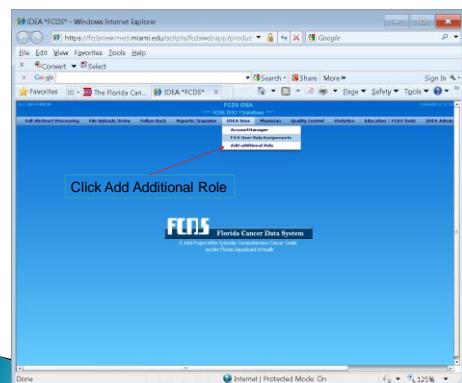 IDEA *FCDS* - Windows Internet Explorer
https://fcdsnew.med.miami.edu/scripts/fcdswebapp/produc
Google
File Edit View Favorites Tools Help
x Convert Select
x Google Search Share More » Sign In
Favorites The Florida Can... IDEA *FCDS* x Page Safety Tools
FCDS IDEA
Full Abstract Processing File Uploads/Entry Follow Back Reports/Inquiries IDEA User Physician Quality Control Statistics Education / FCDS Tools IDEA Admin
Account Manager
FAA User Role Assignments
Add additional Role
Click Add Additional Role
FCDS Florida Cancer Data System
A Joint Project of the Sylvester Comprehensive Cancer Center
and the Florida Department of Health
Done Internet | Protected Mode: On 125%